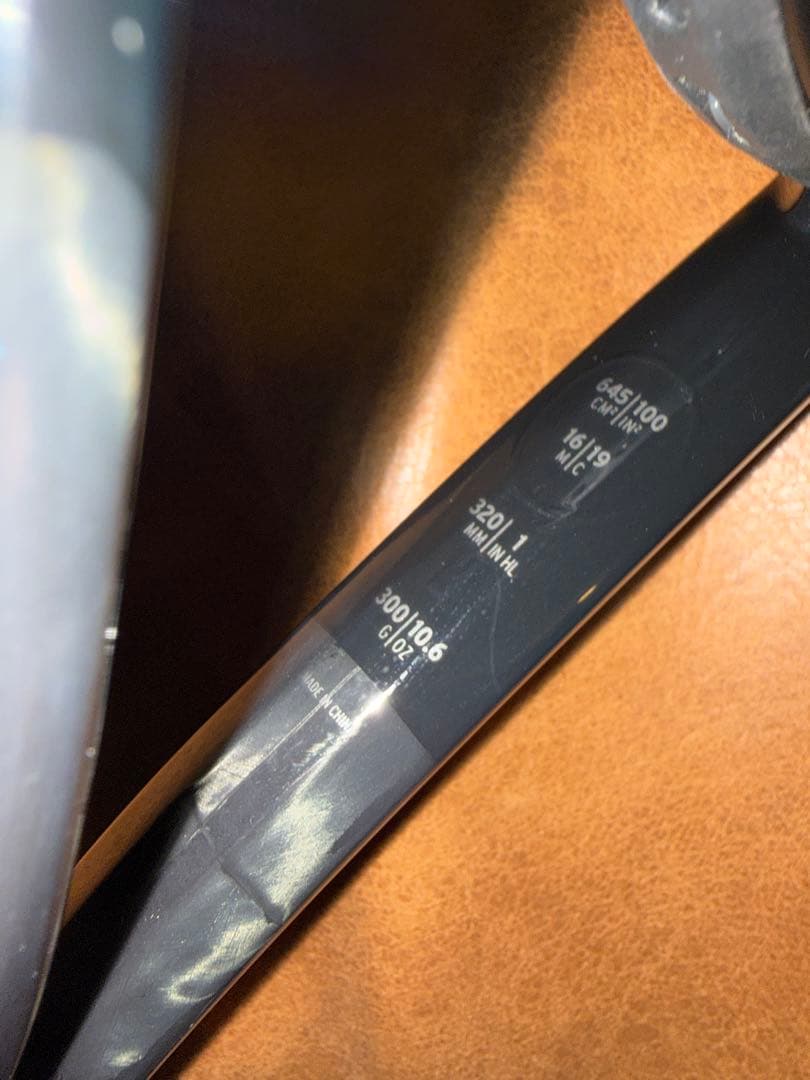 645|100
CM²|IN²
16|19
M|C
320| 1
MM|IN HL
300|10.6
G|OZ
MADE IN CHINA